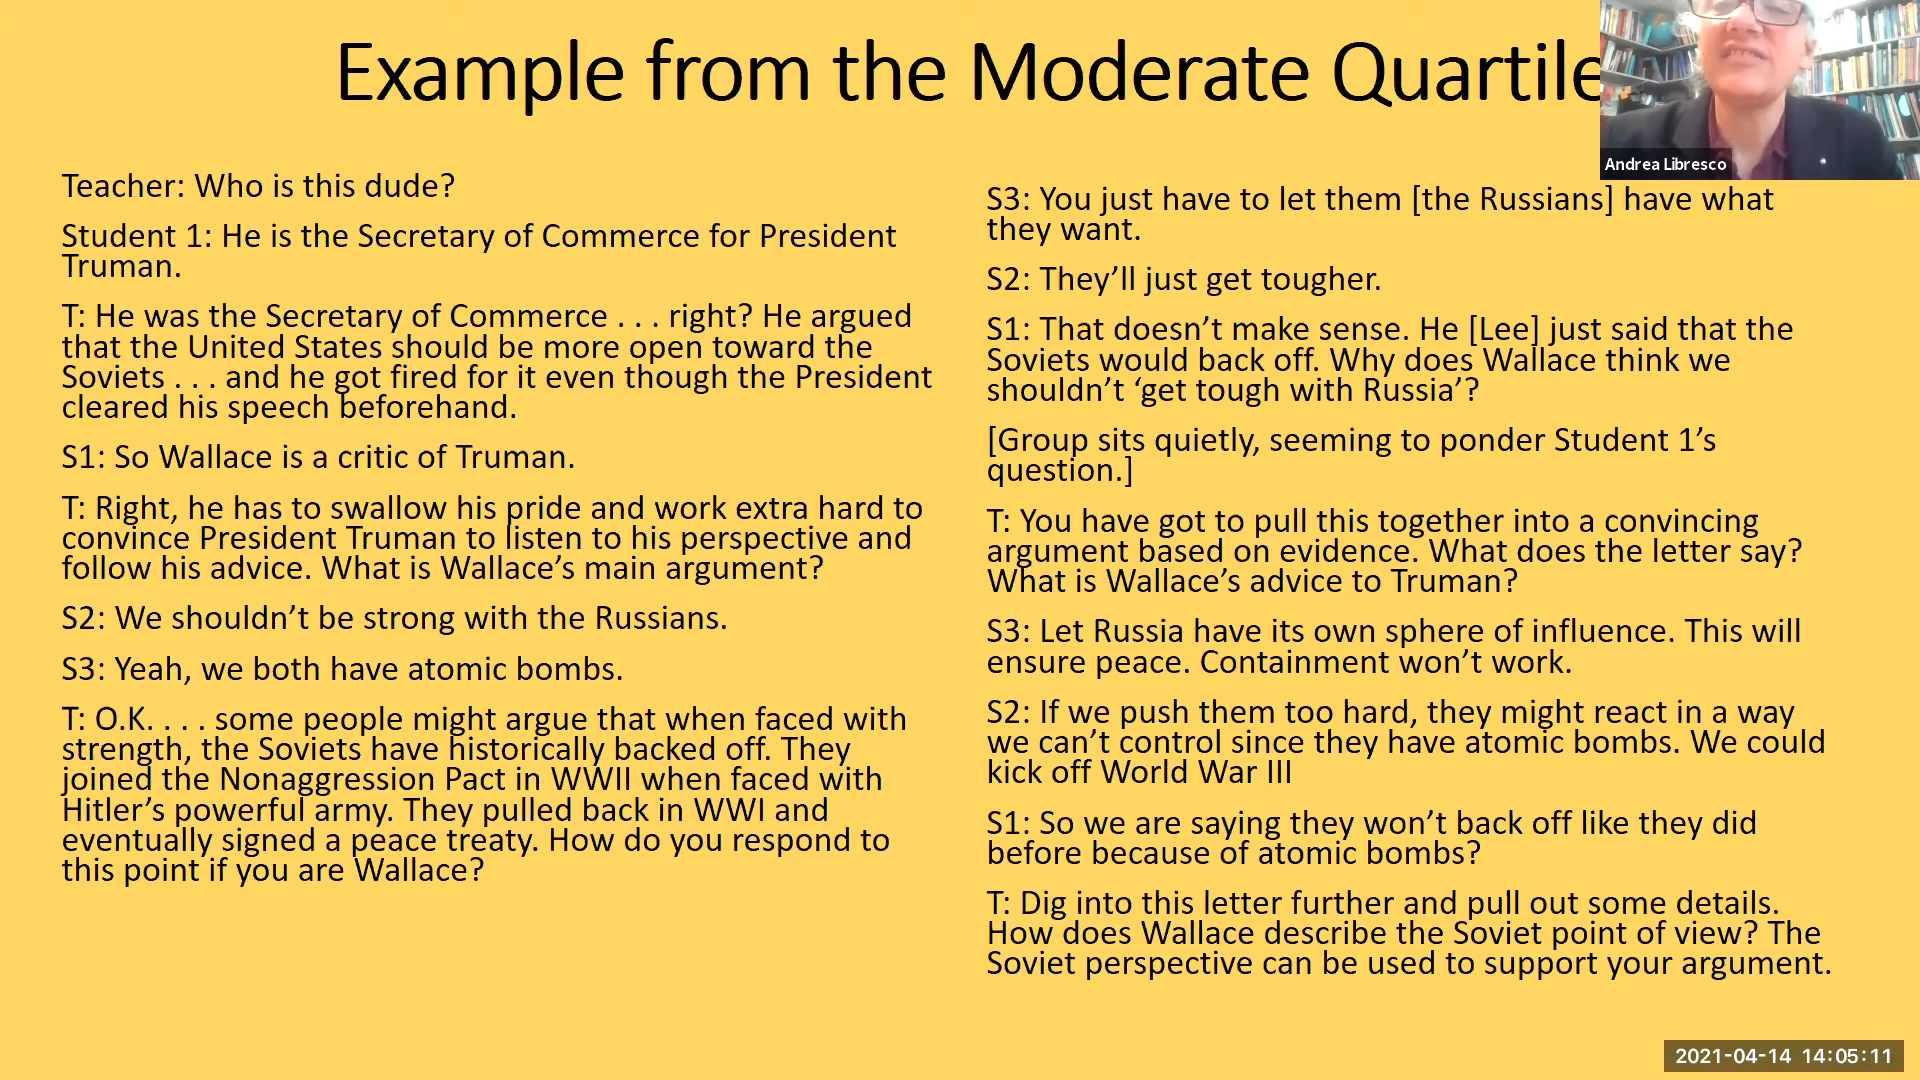 Example from the Moderate Quartile
Andrea Libresco
Teacher: Who is this dude?
Student 1: He is the Secretary of Commerce for President
Truman.
T: He was the Secretary of Commerce . . . right? He argued
that the United States should be more open toward the
Soviets . . . and he got fired for it even though the President
cleared his speech beforehand.
S1: So Wallace is a critic of Truman.
T: Right, he has to swallow his pride and work extra hard to
convince President Truman to listen to his perspective and
follow his advice. What is Wallace’s main argument?
S2: We shouldn’t be strong with the Russians.
S3: Yeah, we both have atomic bombs.
T: O.K. . . . some people might argue that when faced with
strength, the Soviets have historically backed off. They
joined the Nonaggression Pact in WWII when faced with
Hitler’s powerful army. They pulled back in WWI and
eventually signed a peace treaty. How do you respond to
this point if you are Wallace?
S3: You just have to let them [the Russians] have what
they want.
S2: They’ll just get tougher.
S1: That doesn’t make sense. He [Lee] just said that the
Soviets would back off. Why does Wallace think we
shouldn’t ‘get tough with Russia’?
[Group sits quietly, seeming to ponder Student 1’s
question.]
T: You have got to pull this together into a convincing
argument based on evidence. What does the letter say?
What is Wallace’s advice to Truman?
S3: Let Russia have its own sphere of influence. This will
ensure peace. Containment won’t work.
S2: If we push them too hard, they might react in a way
we can’t control since they have atomic bombs. We could
kick off World War III
S1: So we are saying they won’t back off like they did
before because of atomic bombs?
T: Dig into this letter further and pull out some details.
How does Wallace describe the Soviet point of view? The
Soviet perspective can be used to support your argument.
2021-04-14 14:05:11